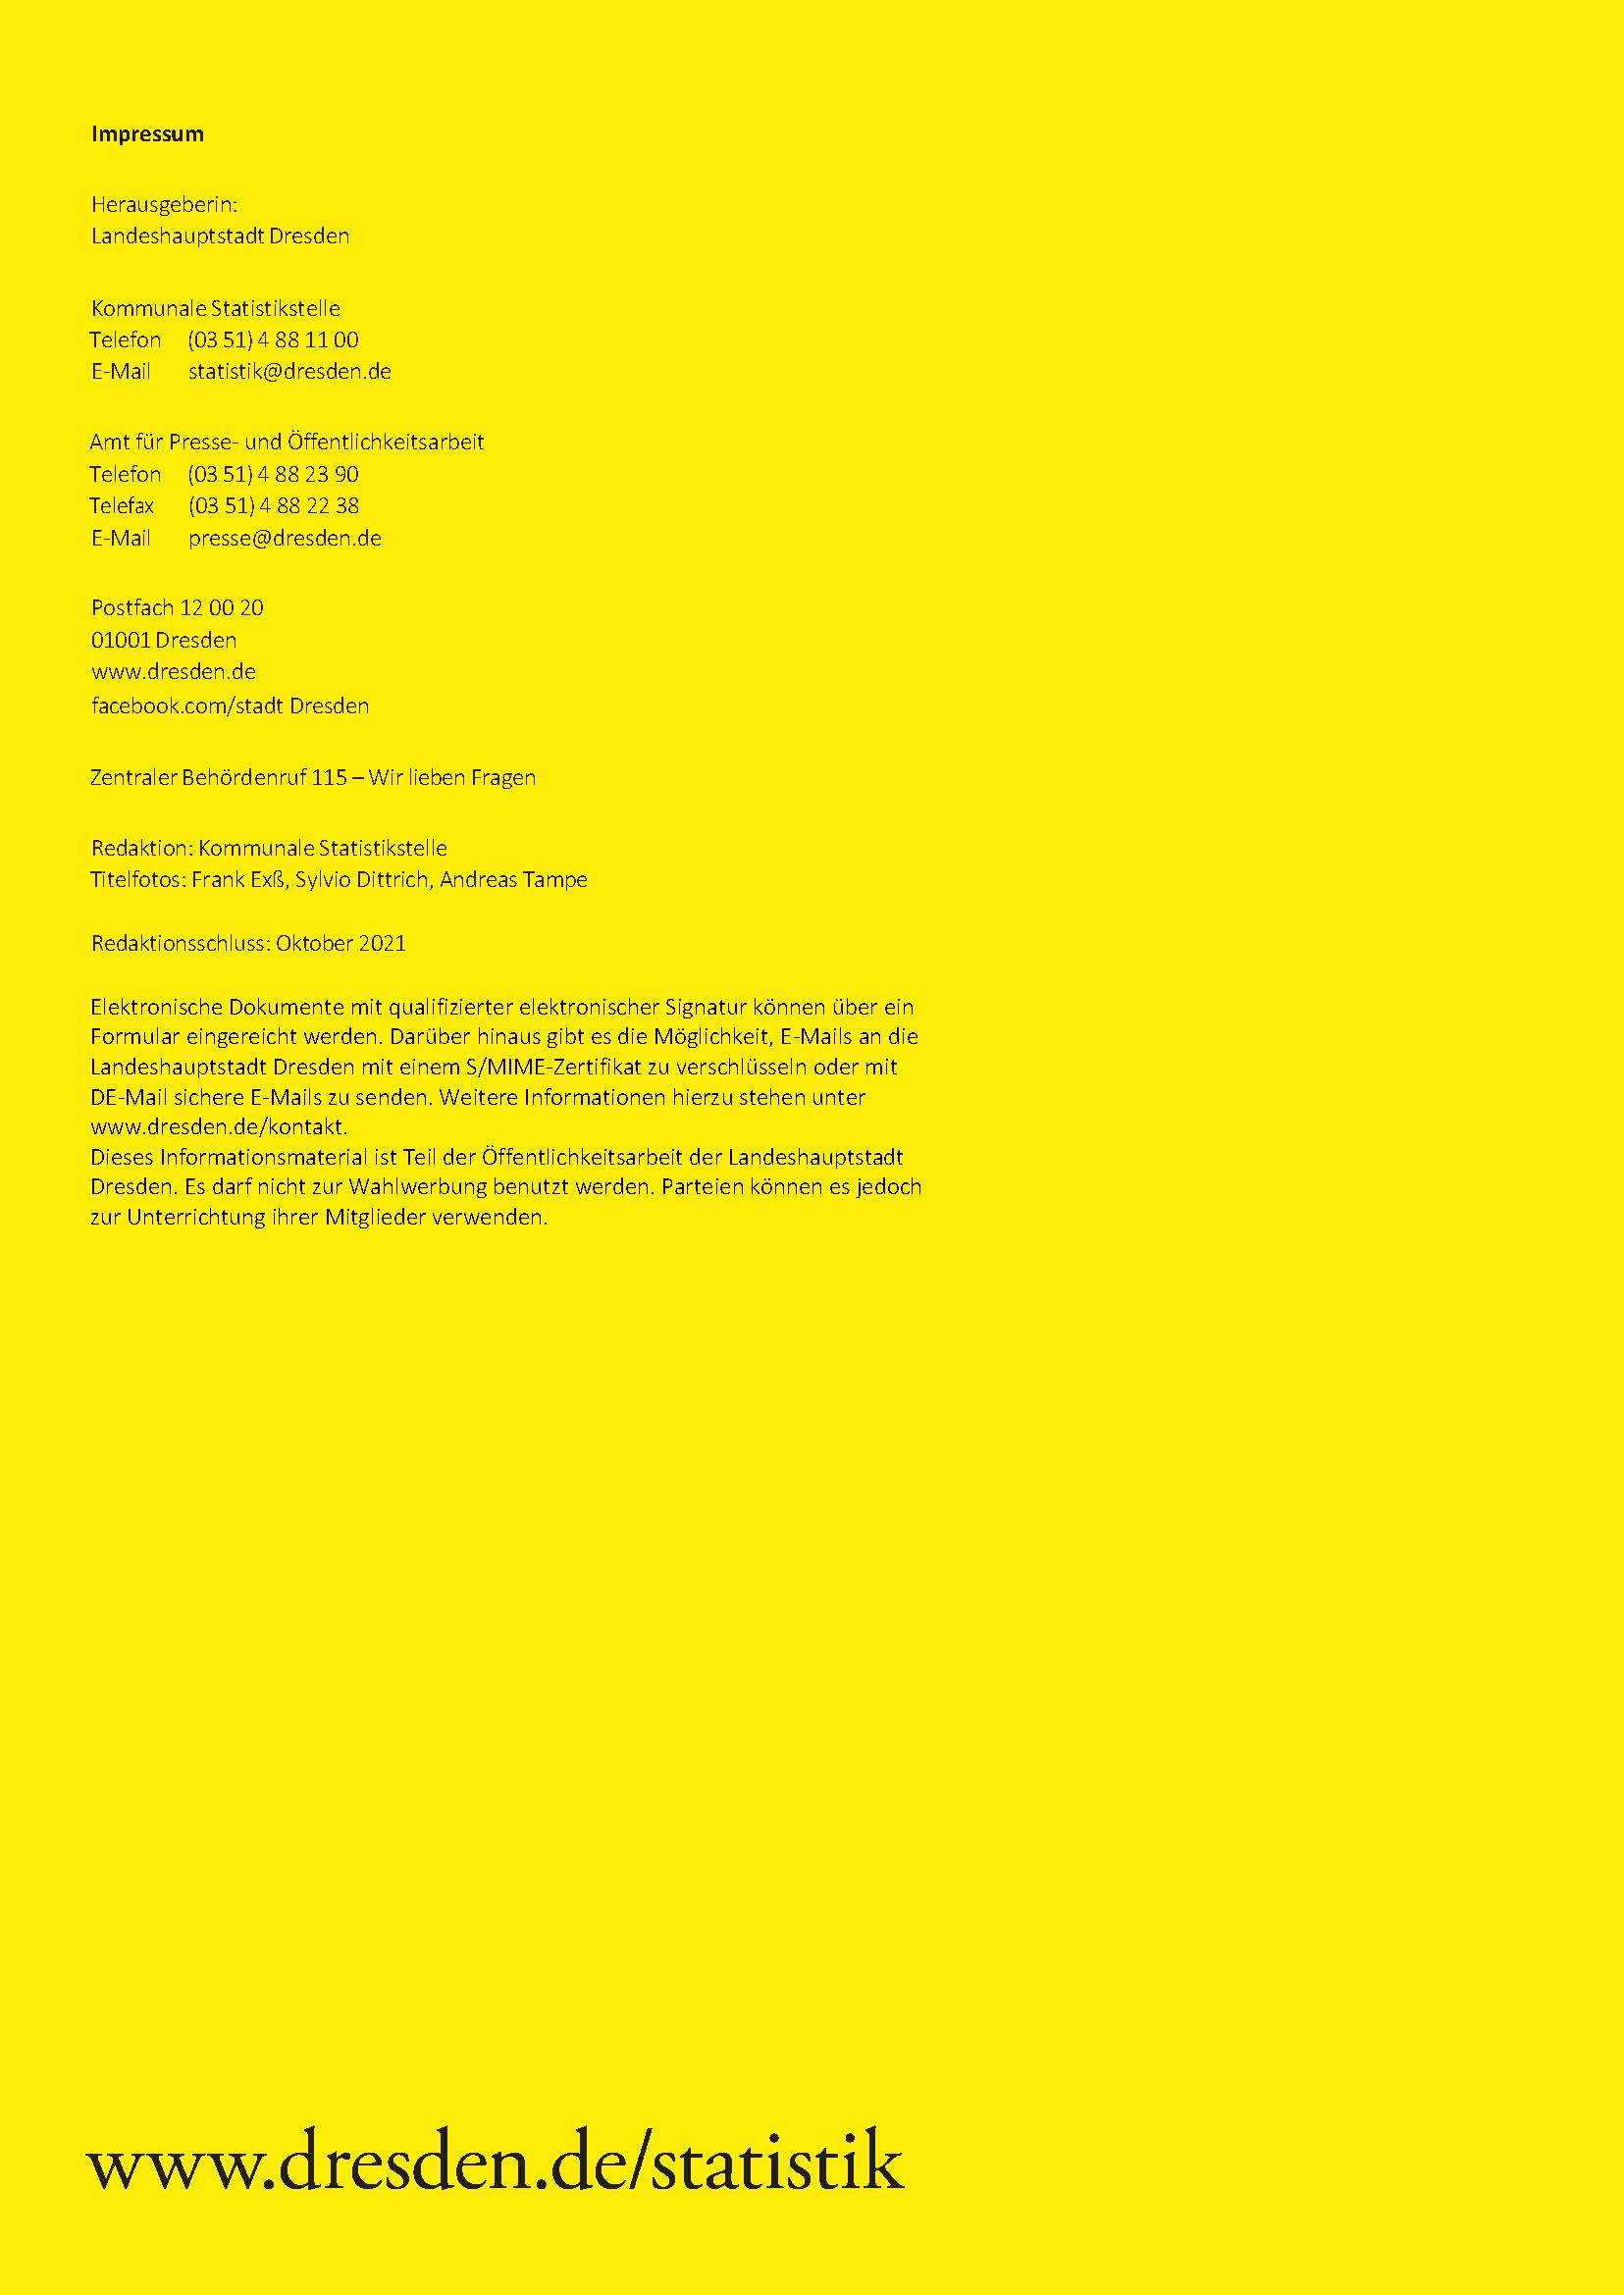 Impressum
Herausgeberin:
Landeshauptstadt Dresden
Kommunale Statistikstelle
Telefon (03 51) 4 88 11 00
E-Mail statistik@dresden.de
Amt für Presse- und Öffentlichkeitsarbeit
Telefon (03 51) 4 88 23 90
Telefax (03 51) 4 88 22 38
E-Mail presse@dresden.de
Postfach 12 00 20
01001 Dresden
www.dresden.de
facebook.com/stadt Dresden
Zentraler Behördenruf 115 – Wir lieben Fragen
Redaktion: Kommunale Statistikstelle
Titelfotos: Frank Exß, Sylvio Dittrich, Andreas Tampe
Redaktionsschluss: Oktober 2021
Elektronische Dokumente mit qualifizierter elektronischer Signatur können über ein
Formular eingereicht werden. Darüber hinaus gibt es die Möglichkeit, E-Mails an die
Landeshauptstadt Dresden mit einem S/MIME-Zertifikat zu verschlüsseln oder mit
DE-Mail sichere E-Mails zu senden. Weitere Informationen hierzu stehen unter
www.dresden.de/kontakt.
Dieses Informationsmaterial ist Teil der Öffentlichkeitsarbeit der Landeshauptstadt
Dresden. Es darf nicht zur Wahlwerbung benutzt werden. Parteien können es jedoch
zur Unterrichtung ihrer Mitglieder verwenden.
www.dresden.de/statistik